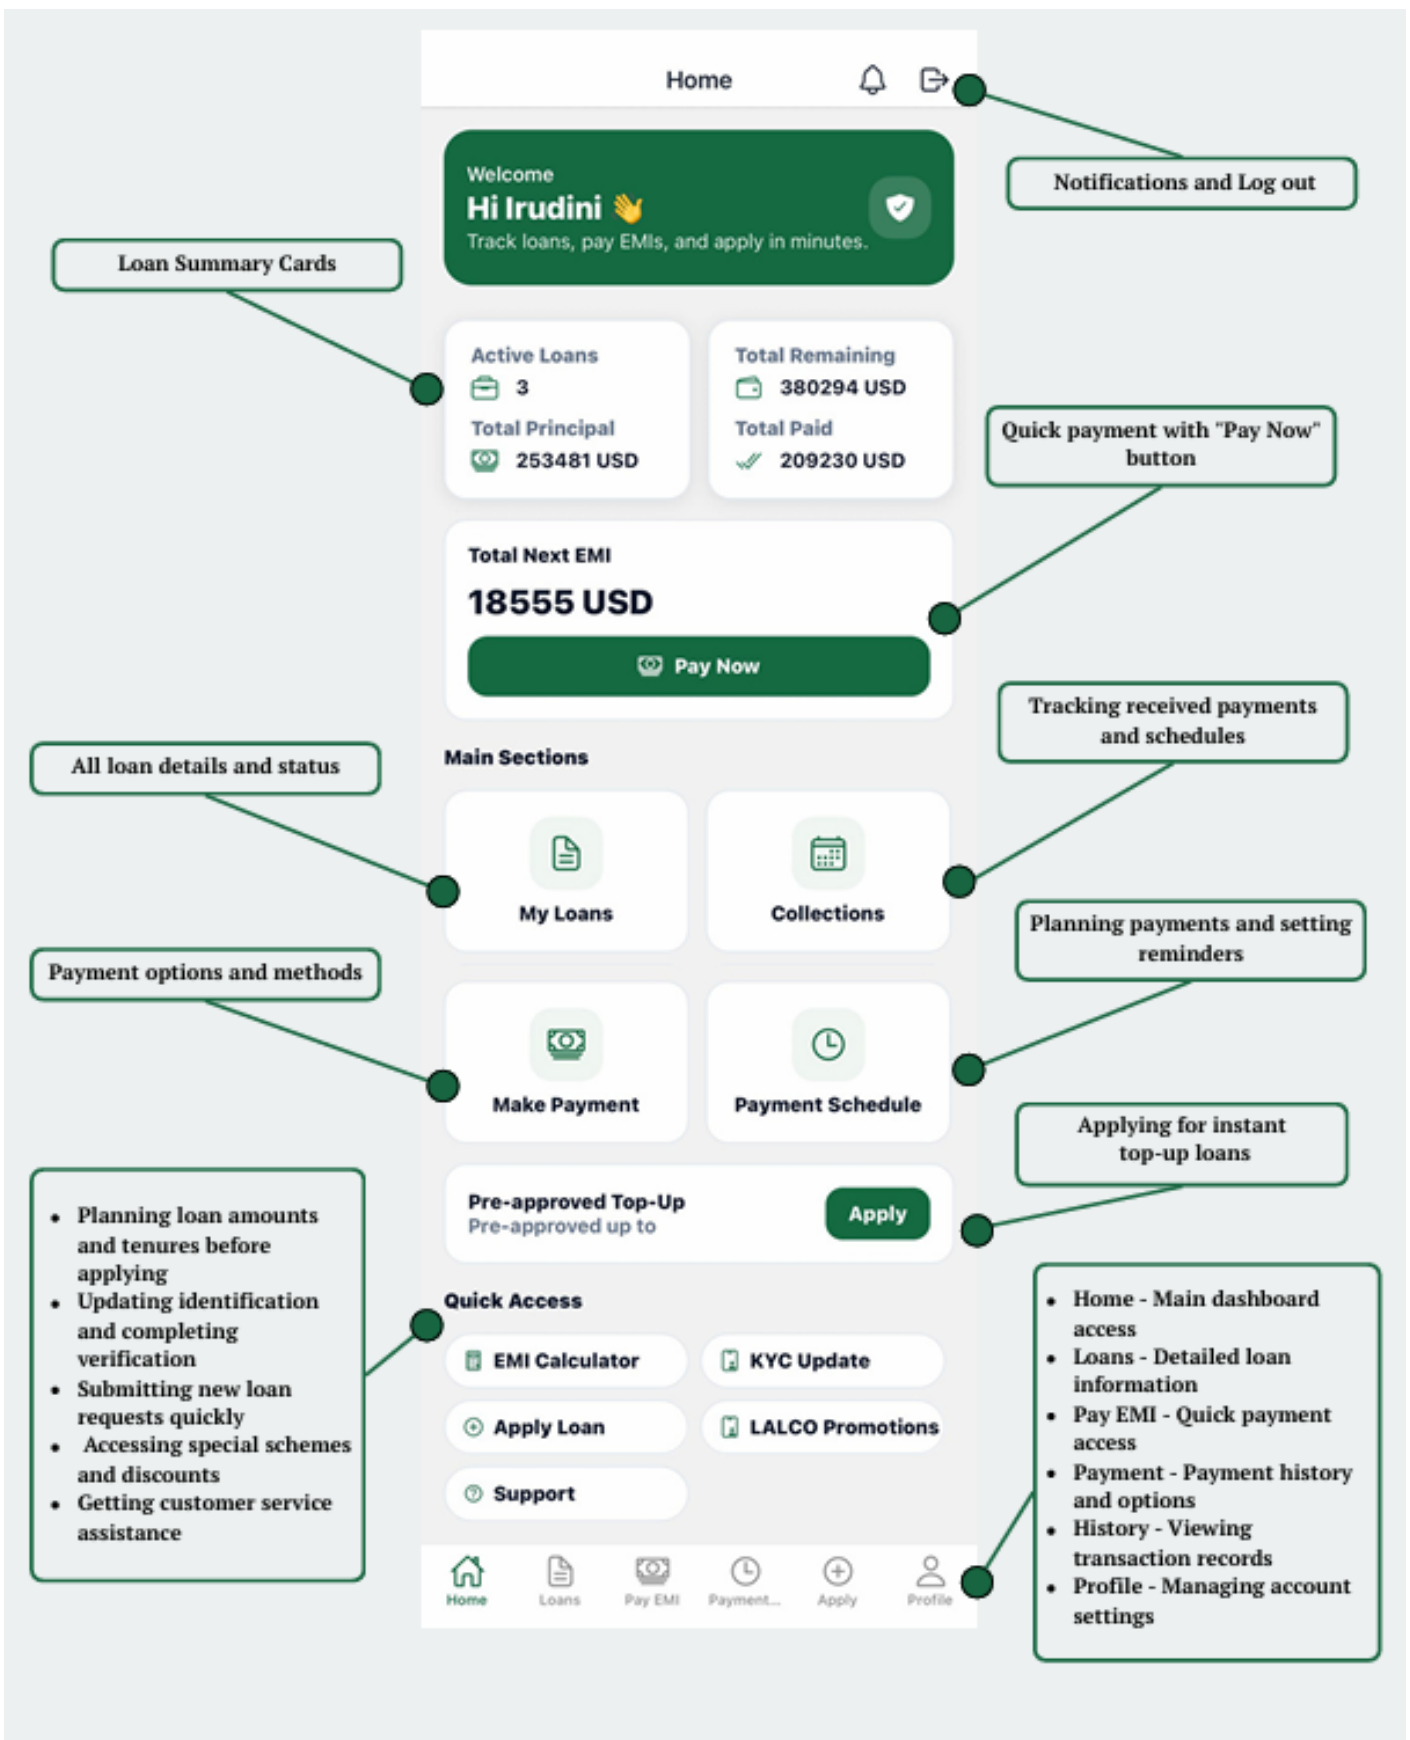 Home
Notifications and Log out
Welcome
Hi Irudini 👋
Track loans, pay EMIs, and apply in minutes.
Loan Summary Cards
Active Loans
3
Total Principal
253481 USD
Total Remaining
380294 USD
Total Paid
209230 USD
Quick payment with "Pay Now"
button
Total Next EMI
18555 USD
Pay Now
Tracking received payments
and schedules
Main Sections
All loan details and status
My Loans
Collections
Planning payments and setting
reminders
Payment options and methods
Make Payment
Payment Schedule
Applying for instant
top-up loans
Pre-approved Top-Up
Pre-approved up to
Apply
• Planning loan amounts
and tenures before
applying
• Updating identification
and completing
verification
• Submitting new loan
requests quickly
• Accessing special schemes
and discounts
• Getting customer service
assistance
Quick Access
EMI Calculator
KYC Update
Apply Loan
LALCO Promotions
Support
• Home - Main dashboard
access
• Loans - Detailed loan
information
• Pay EMI - Quick payment
access
• Payment - Payment history
and options
• History - Viewing
transaction records
• Profile - Managing account
settings
Home
Loans
Pay EMI
Payment...
Apply
Profile